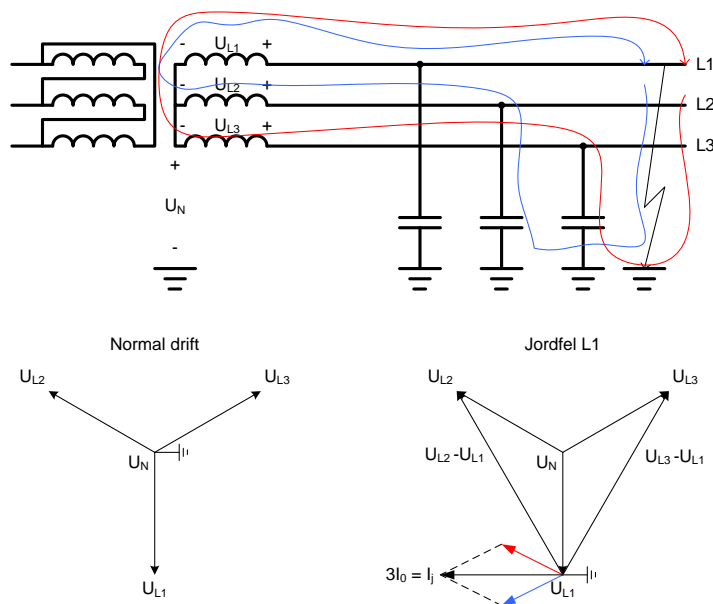 - U_L1 + L1
- U_L2 + L2
- U_L3 + L3
+
U_N
-
Normal drift
U_L2 U_L3
U_N
U_L1
Jordfel L1
U_L2 U_L3
U_L2 -U_L1 U_N U_L3 -U_L1
3I_0 = I_j
U_L1